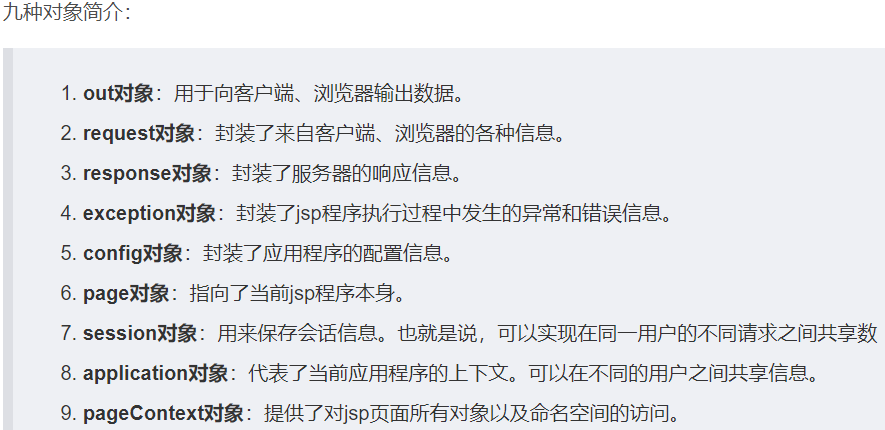 九种对象简介：
1. out对象：用于向客户端、浏览器输出数据。
2. request对象：封装了来自客户端、浏览器的各种信息。
3. response对象：封装了服务器的响应信息。
4. exception对象：封装了jsp程序执行过程中发生的异常和错误信息。
5. config对象：封装了应用程序的配置信息。
6. page对象：指向了当前jsp程序本身。
7. session对象：用来保存会话信息。也就是说，可以实现在同一用户的不同请求之间共享数
8. application对象：代表了当前应用程序的上下文。可以在不同的用户之间共享信息。
9. pageContext对象：提供了对jsp页面所有对象以及命名空间的访问。